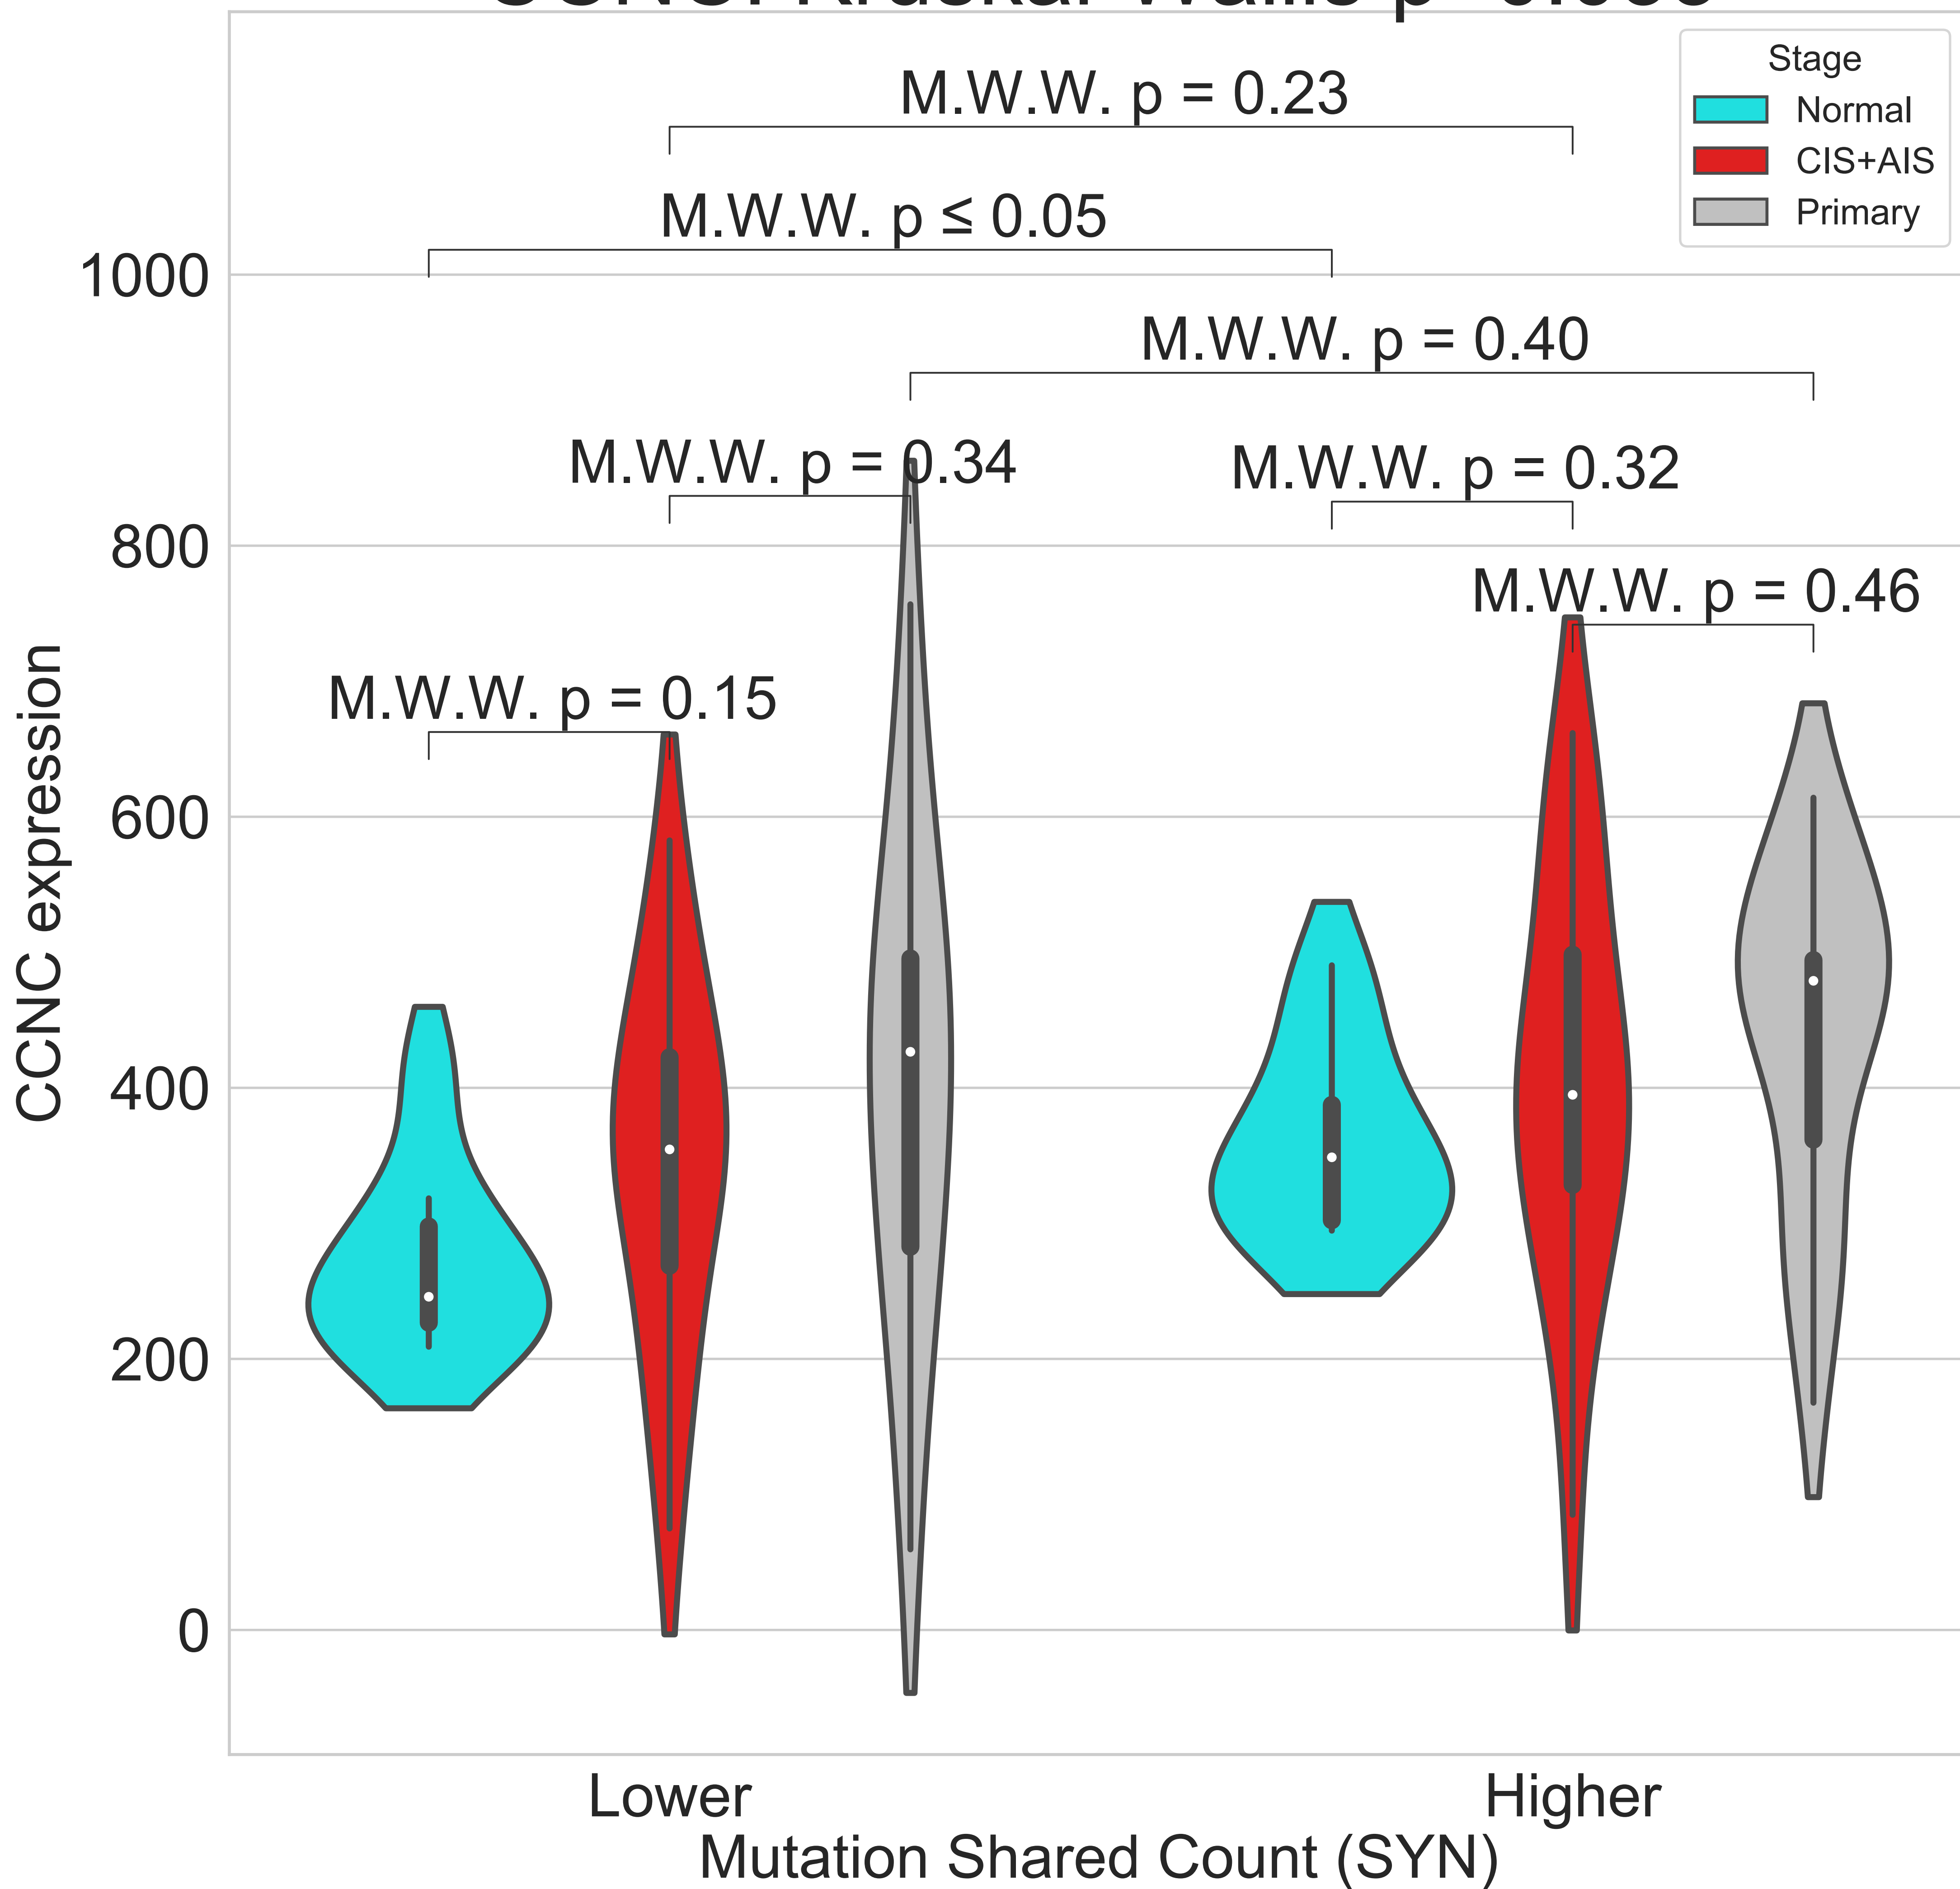 Stage
Normal
CIS+AIS
Primary
M.W.W. p = 0.23
M.W.W. p ≤ 0.05
M.W.W. p = 0.40
M.W.W. p = 0.34
M.W.W. p = 0.32
M.W.W. p = 0.46
M.W.W. p = 0.15
1000
800
600
400
200
0
CCNC expression
Lower
Higher
Mutation Shared Count (SYN)